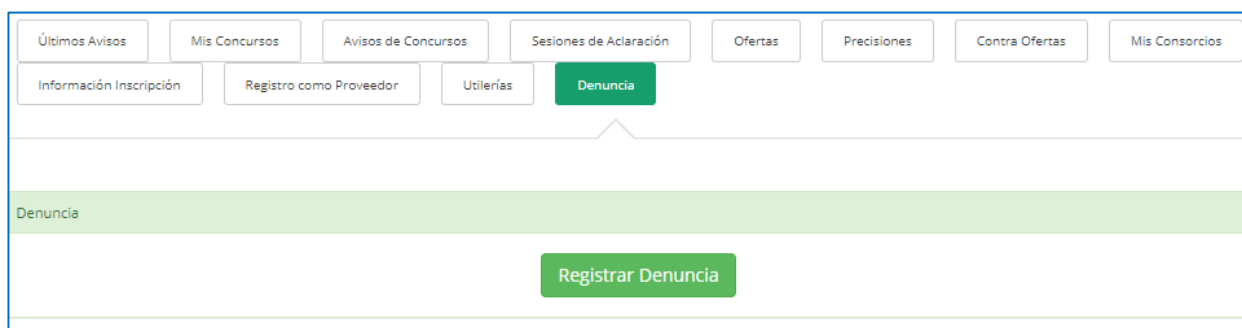 Últimos Avisos Mis Concursos Avisos de Concursos Sesiones de Aclaración Ofertas Precisiones Contra Ofertas Mis Consorcios
Información Inscripción Registro como Proveedor Utilerías Denuncia
Denuncia
Registrar Denuncia